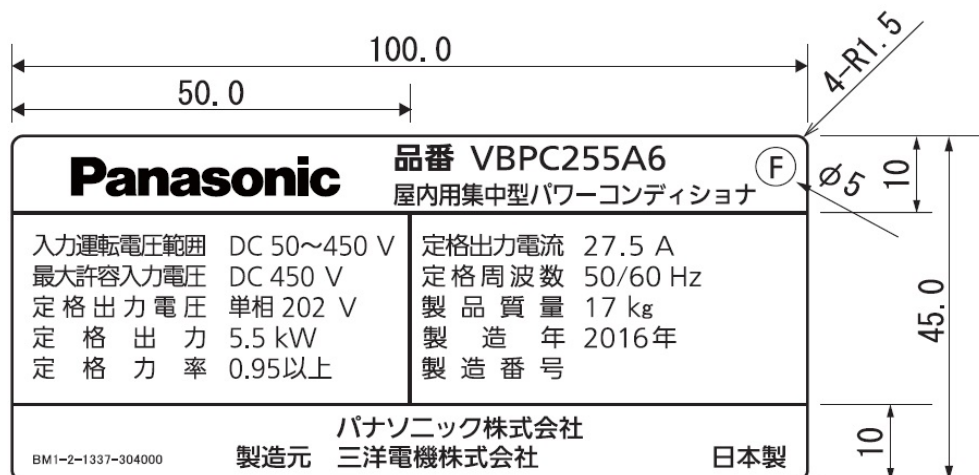 100.0
50.0
4-R1.5
Panasonic
品番 VBPC255A6
屋内用集中型パワーコンディショナ
F
φ5
10
入力運転電圧範囲 DC 50～450 V
最大許容入力電圧 DC 450 V
定格出力電圧 単相 202 V
定格出力 5.5 kW
定格力率 0.95以上
定格出力電流 27.5 A
定格周波数 50/60 Hz
製品質量 17 kg
製造年 2016年
製造番号
45.0
パナソニック株式会社
製造元 三洋電機株式会社
日本製
BM1-2-1337-304000
10